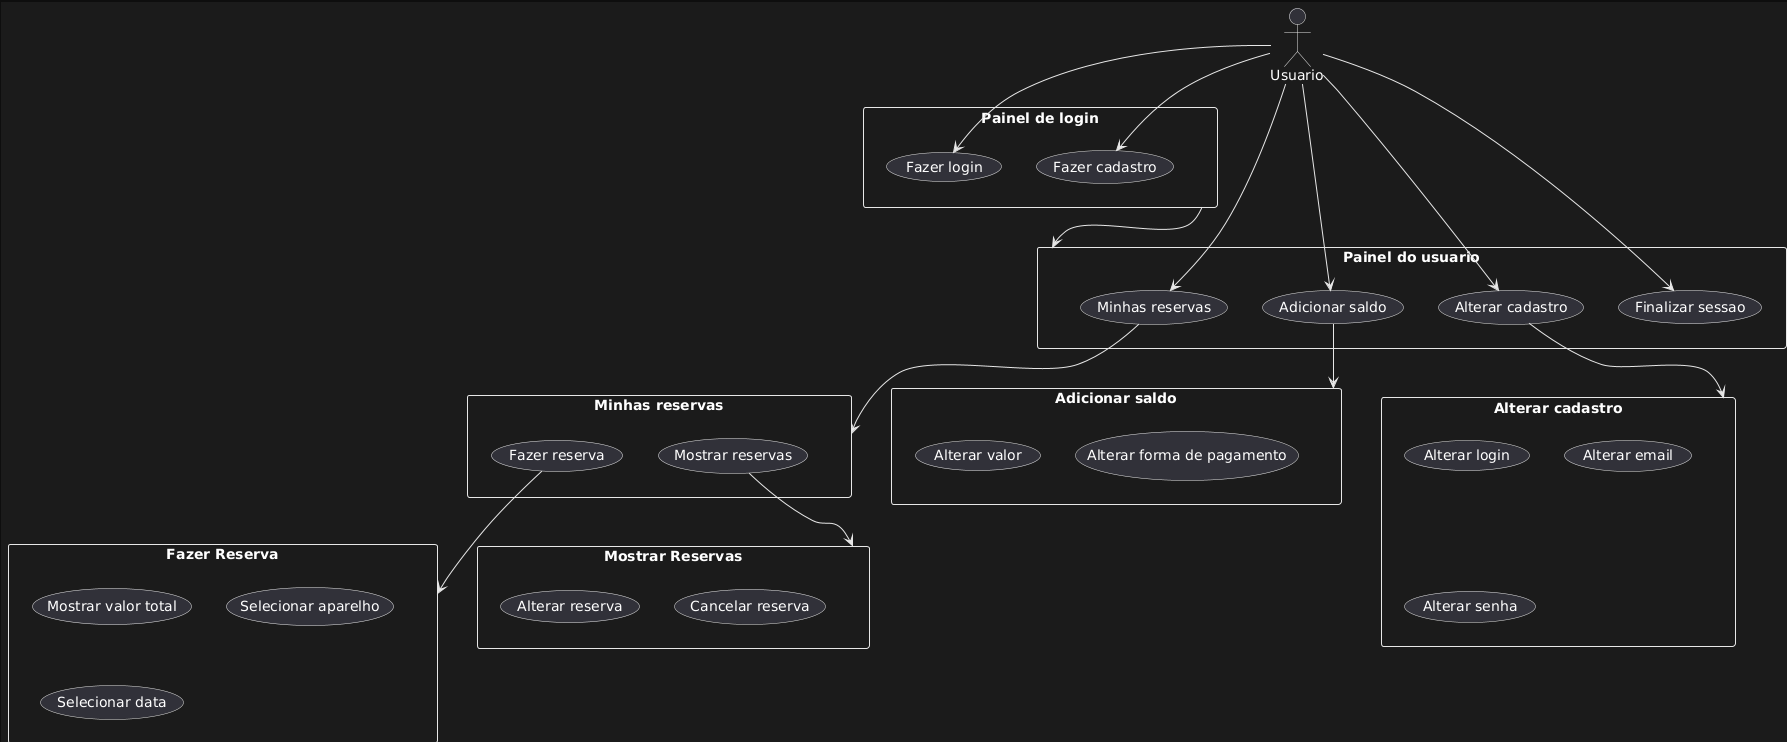 Usuario
Painel de login
Fazer login
Fazer cadastro
Painel do usuario
Minhas reservas
Adicionar saldo
Alterar cadastro
Finalizar sessao
Minhas reservas
Fazer reserva
Mostrar reservas
Adicionar saldo
Alterar valor
Alterar forma de pagamento
Alterar cadastro
Alterar login
Alterar email
Alterar senha
Fazer Reserva
Mostrar valor total
Selecionar aparelho
Selecionar data
Mostrar Reservas
Alterar reserva
Cancelar reserva